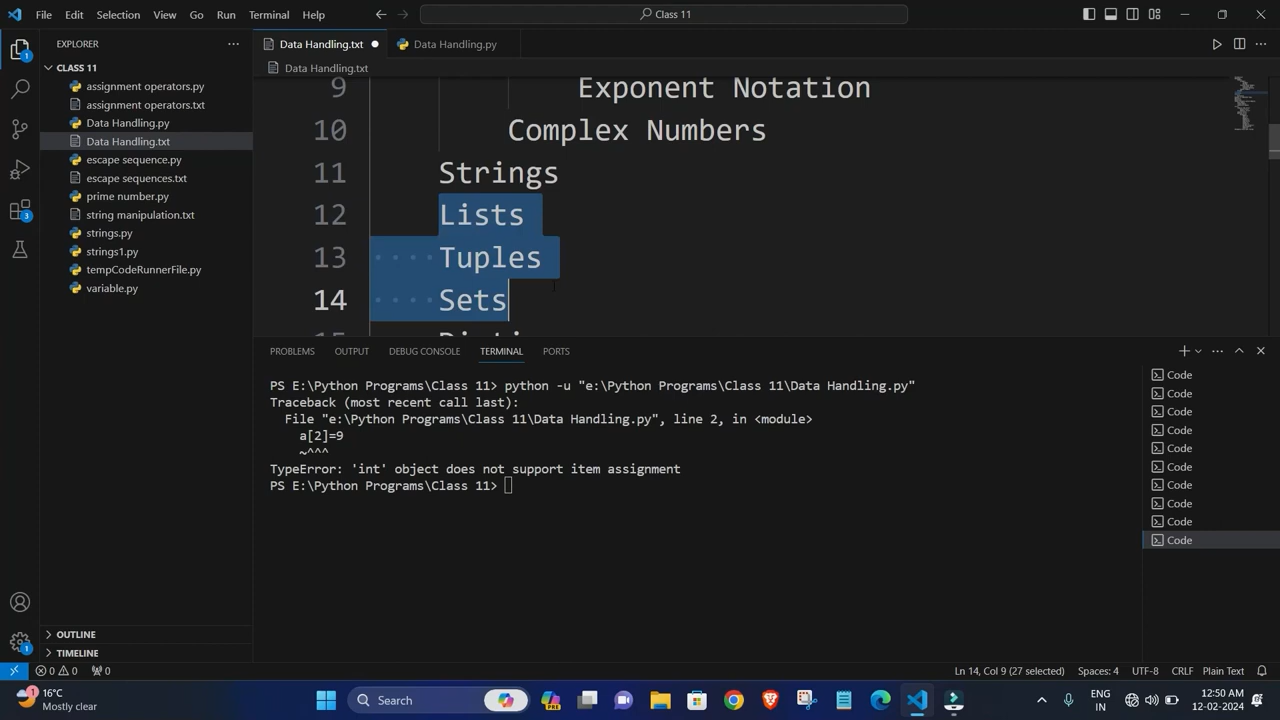 File Edit Selection View Go Run Terminal Help
Class 11
EXPLORER
CLASS 11
assignment operators.py
assignment operators.txt
Data Handling.py
Data Handling.txt
escape sequence.py
escape sequences.txt
prime number.py
string manipulation.txt
strings.py
strings1.py
tempCodeRunnerFile.py
variable.py
OUTLINE
TIMELINE
1
3
1
Data Handling.txt
Data Handling.py
Data Handling.txt
9 Exponent Notation
10 Complex Numbers
11 Strings
12 Lists
13 Tuples
14 Sets
PROBLEMS OUTPUT DEBUG CONSOLE TERMINAL PORTS
PS E:\Python Programs\Class 11> python -u "e:\Python Programs\Class 11\Data Handling.py"
Traceback (most recent call last):
File "e:\Python Programs\Class 11\Data Handling.py", line 2, in <module>
a[2]=9
~^^^
TypeError: 'int' object does not support item assignment
PS E:\Python Programs\Class 11>
Code
Code
Code
Code
Code
Code
Code
Code
Code
Code
0 0 0
Ln 14, Col 9 (27 selected) Spaces: 4 UTF-8 CRLF Plain Text
1
16°C
Mostly clear
Search
PRE
ENG
IN
12:50 AM
12-02-2024